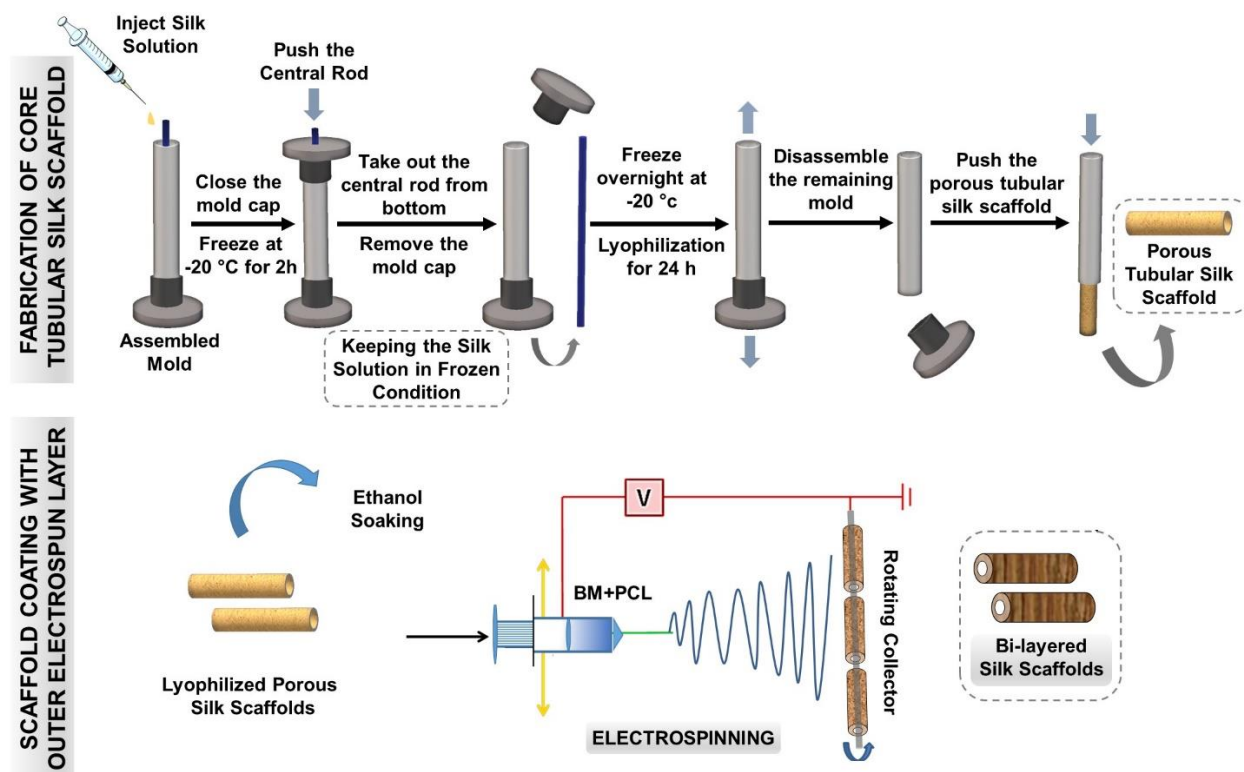 FABRICATION OF CORE
TUBULAR SILK SCAFFOLD
Inject Silk
Solution
Assembled
Mold
Close the
mold cap
Freeze at
-20 °C for 2h
Push the
Central Rod
Take out the
central rod from
bottom
Remove the
mold cap
Keeping the Silk
Solution in Frozen
Condition
Freeze
overnight at
-20 °c
Lyophilization
for 24 h
Disassemble
the remaining
mold
Push the
porous tubular
silk scaffold
Porous
Tubular Silk
Scaffold
SCAFFOLD COATING WITH
OUTER ELECTROSPUN LAYER
Ethanol
Soaking
Lyophilized Porous
Silk Scaffolds
BM+PCL
V
Rotating Collector
ELECTROSPINNING
Bi-layered
Silk Scaffolds